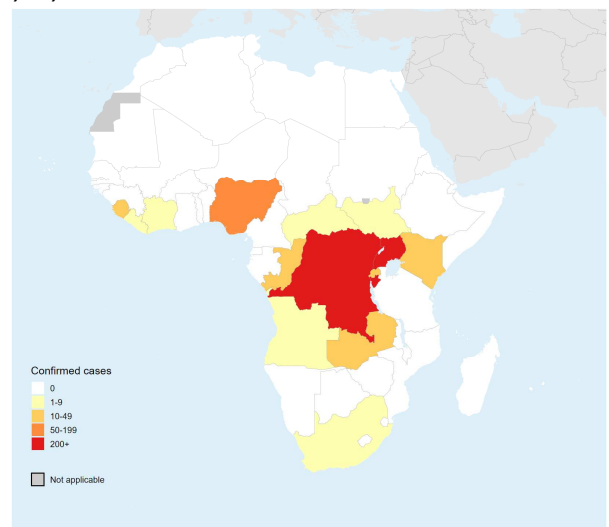 Confirmed cases
0
1-9
10-49
50-199
200+
Not applicable